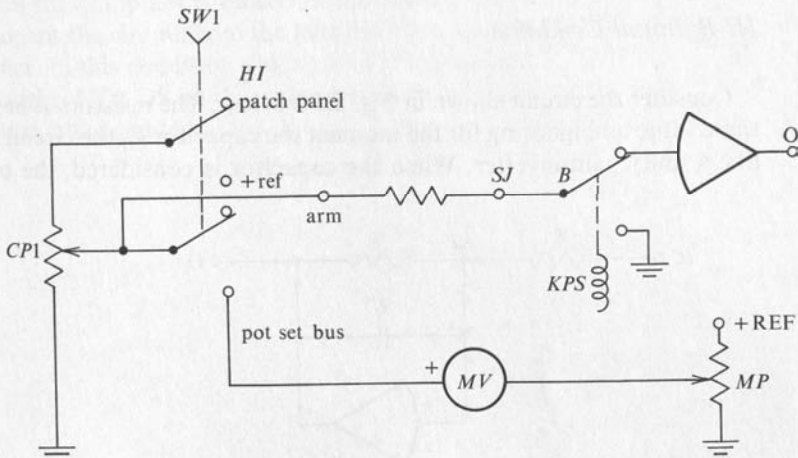 SW1
HI
patch panel
+ ref
arm
SJ
B
O
CP1
KPS
pot set bus
+ REF
+
MV
MP